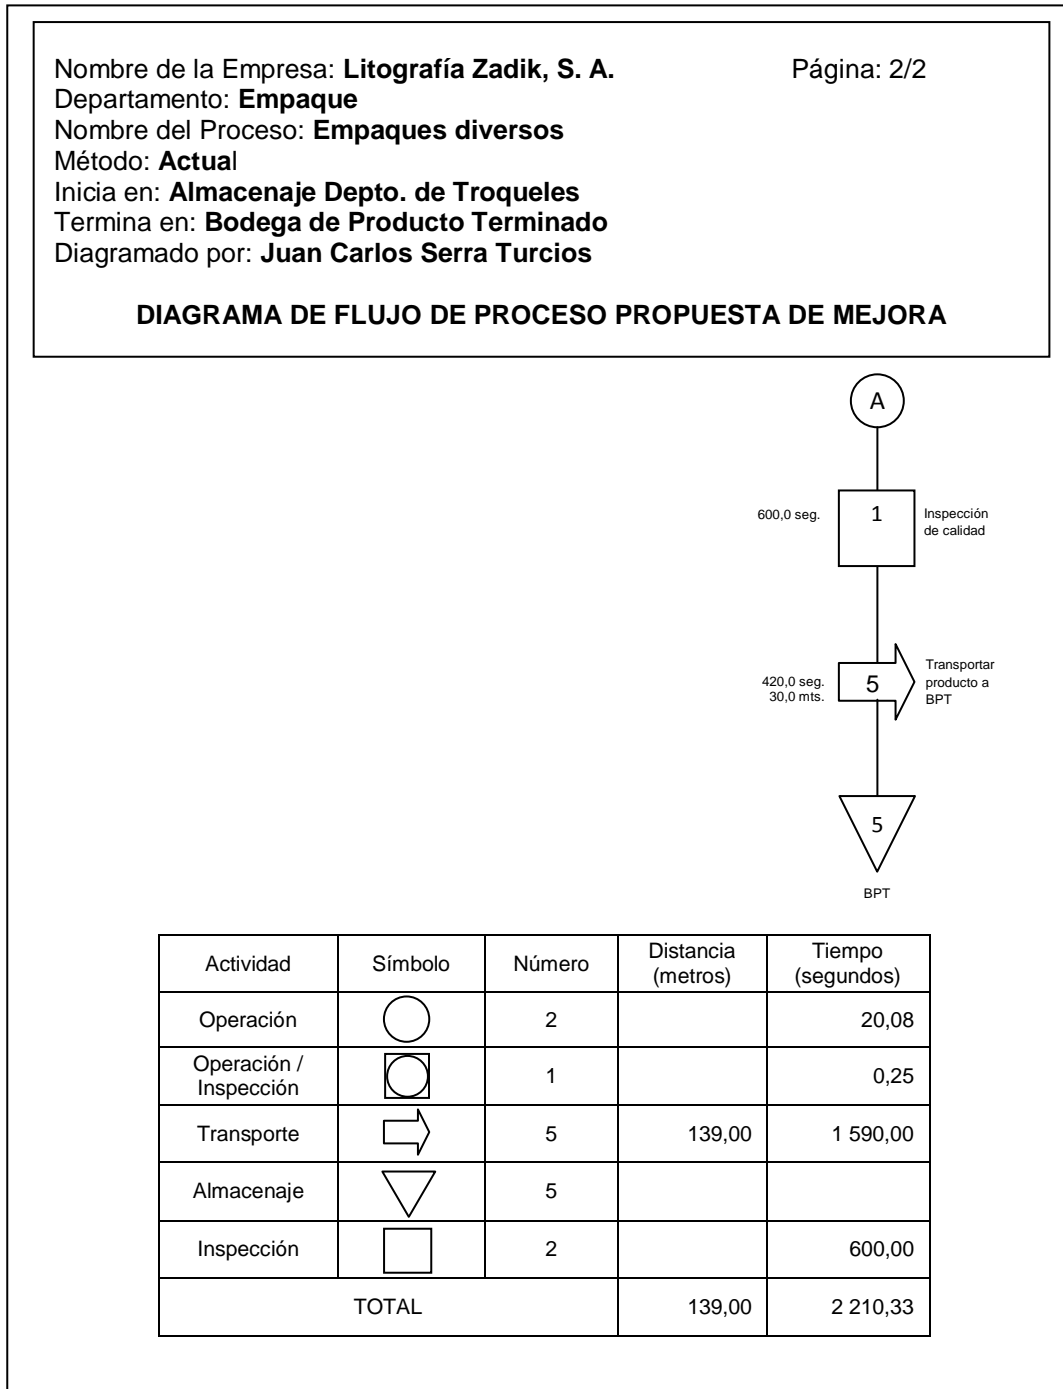 Nombre de la Empresa: Litografía Zadik, S. A. Página: 2/2
Departamento: Empaque
Nombre del Proceso: Empaques diversos
Método: Actual
Inicia en: Almacenaje Depto. de Troqueles
Termina en: Bodega de Producto Terminado
Diagramado por: Juan Carlos Serra Turcios
DIAGRAMA DE FLUJO DE PROCESO PROPUESTA DE MEJORA
A
600,0 seg. 1 Inspección
de calidad
Transportar
420,0 seg. 5 producto a
30,0 mts. BPT
5
BPT
Actividad Símbolo Número Distancia (metros) Tiempo (segundos)
Operación 2 20,08
Operación / Inspección 1 0,25
Transporte 5 139,00 1 590,00
Almacenaje 5
Inspección 2 600,00
TOTAL 139,00 2 210,33